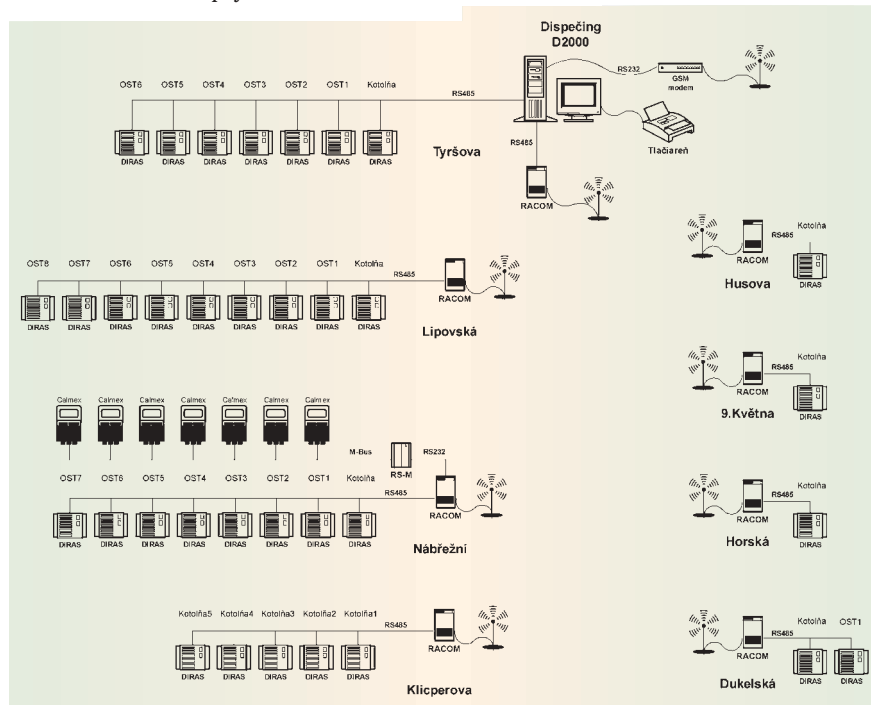 Dispečing
D2000
RS232
GSM
modem
OST6 OST5 OST4 OST3 OST2 OST1 Kotolňa
RS485
DIRAS DIRAS DIRAS DIRAS DIRAS DIRAS DIRAS
Tyršova
RS485
Tlačiareň
RACOM
RACOM
RS485
Kotolňa
Husova
DIRAS
OST8 OST7 OST6 OST5 OST4 OST3 OST2 OST1 Kotolňa
RS485
RACOM
DIRAS DIRAS DIRAS DIRAS DIRAS DIRAS DIRAS DIRAS DIRAS
Lipovská
Kotolňa
RS485
RACOM
9.Května
DIRAS
Calmex Calmex Calmex Calmex Calmex Calmex Calmex
M-Bus
RS-M
RS232
OST7 OST6 OST5 OST4 OST3 OST2 OST1 Kotolňa
RS485
RACOM
DIRAS DIRAS DIRAS DIRAS DIRAS DIRAS DIRAS DIRAS
Nábřežní
Kotolňa
RS485
RACOM
Horská
DIRAS
Kotolňa5 Kotolňa4 Kotolňa3 Kotolňa2 Kotolňa1
RS485
RACOM
DIRAS DIRAS DIRAS DIRAS DIRAS
Klicperova
Kotolňa OST1
RS485
RACOM
Dukelská
DIRAS DIRAS